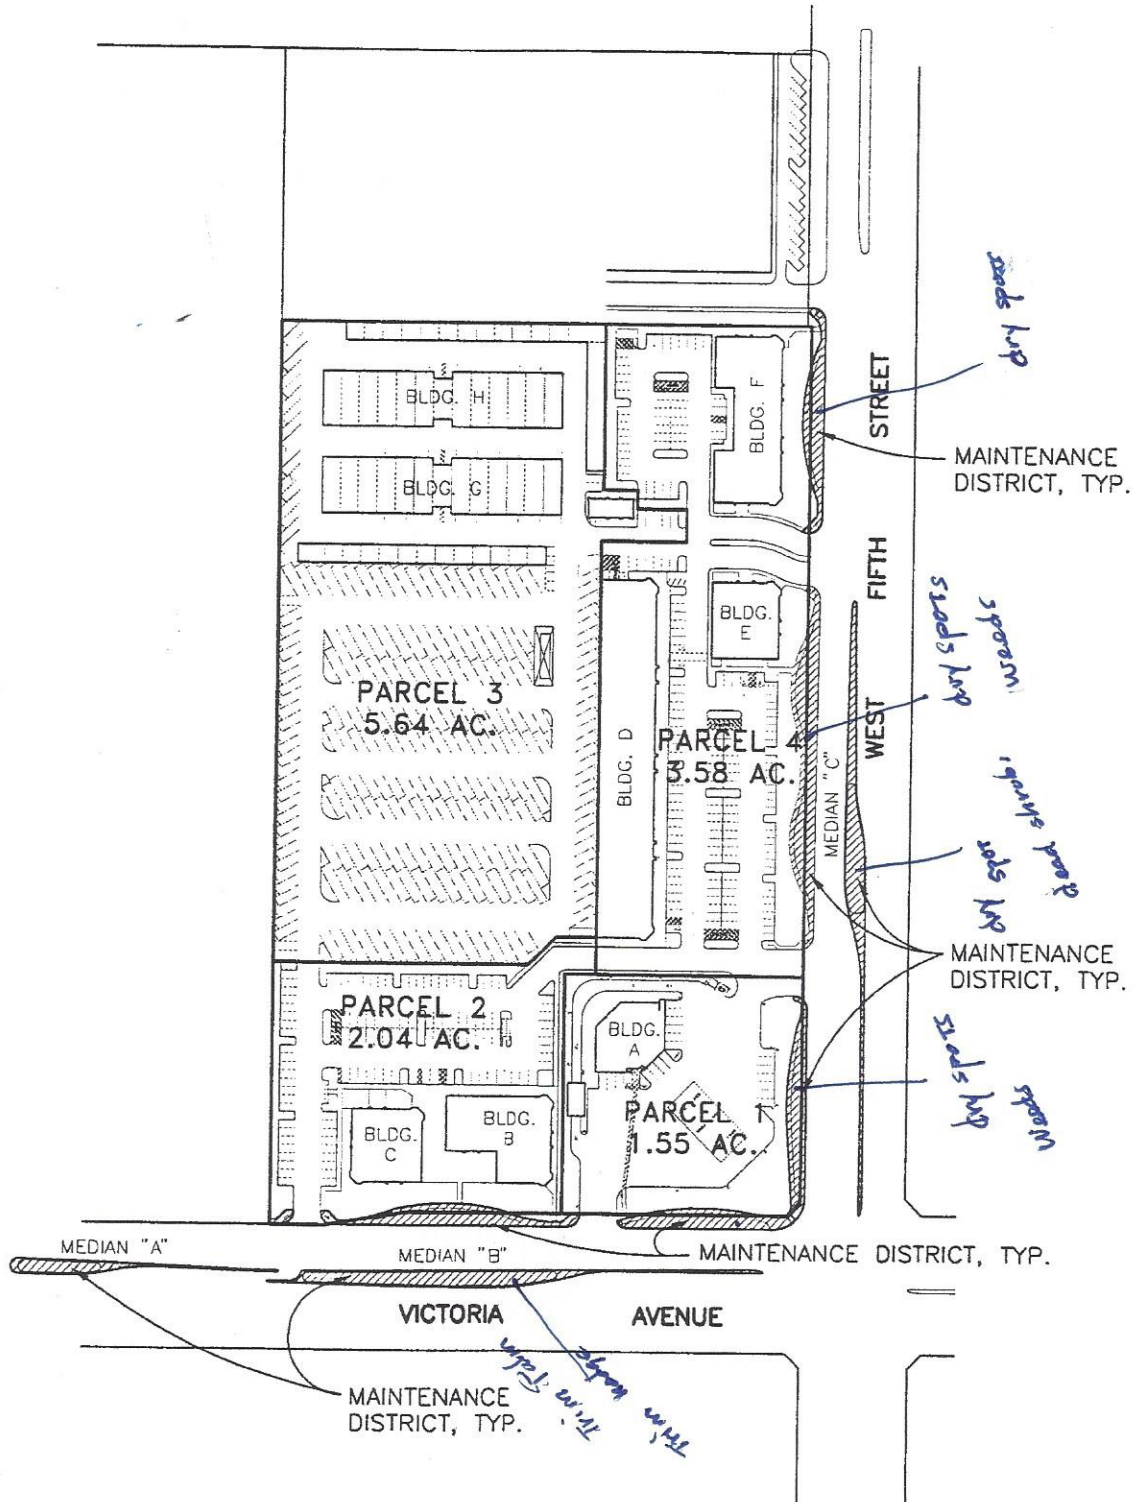 dry spots
BLDG. H
BLDG. G
BLDG. F
STREET
MAINTENANCE
DISTRICT, TYP.
FIFTH
weeds
dry spots
BLDG.
E
PARCEL 3
5.64 AC.
BLDG. D
PARCEL 4
3.58 AC.
WEST
MEDIAN "C"
dead shrubs
dry spot
MAINTENANCE
DISTRICT, TYP.
PARCEL 2
2.04 AC.
BLDG.
A
weeds
dry spots
BLDG.
B
BLDG.
C
PARCEL 1
1.55 AC.
MEDIAN "A"
MEDIAN "B"
MAINTENANCE DISTRICT, TYP.
VICTORIA AVENUE
Trim Palm
Trim hedge
MAINTENANCE
DISTRICT, TYP.